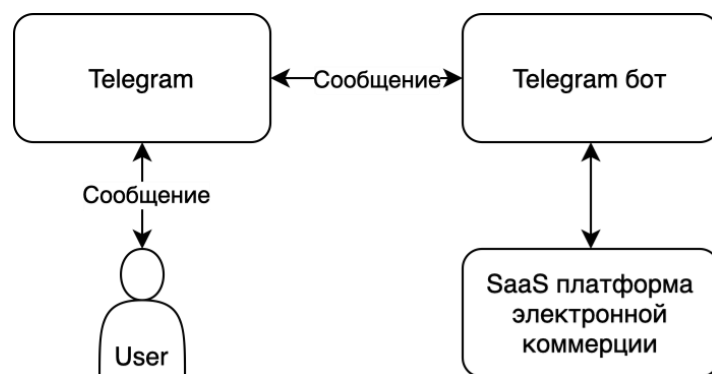 Telegram
Сообщение
Telegram бот
Сообщение
User
SaaS платформа
электронной
коммерции